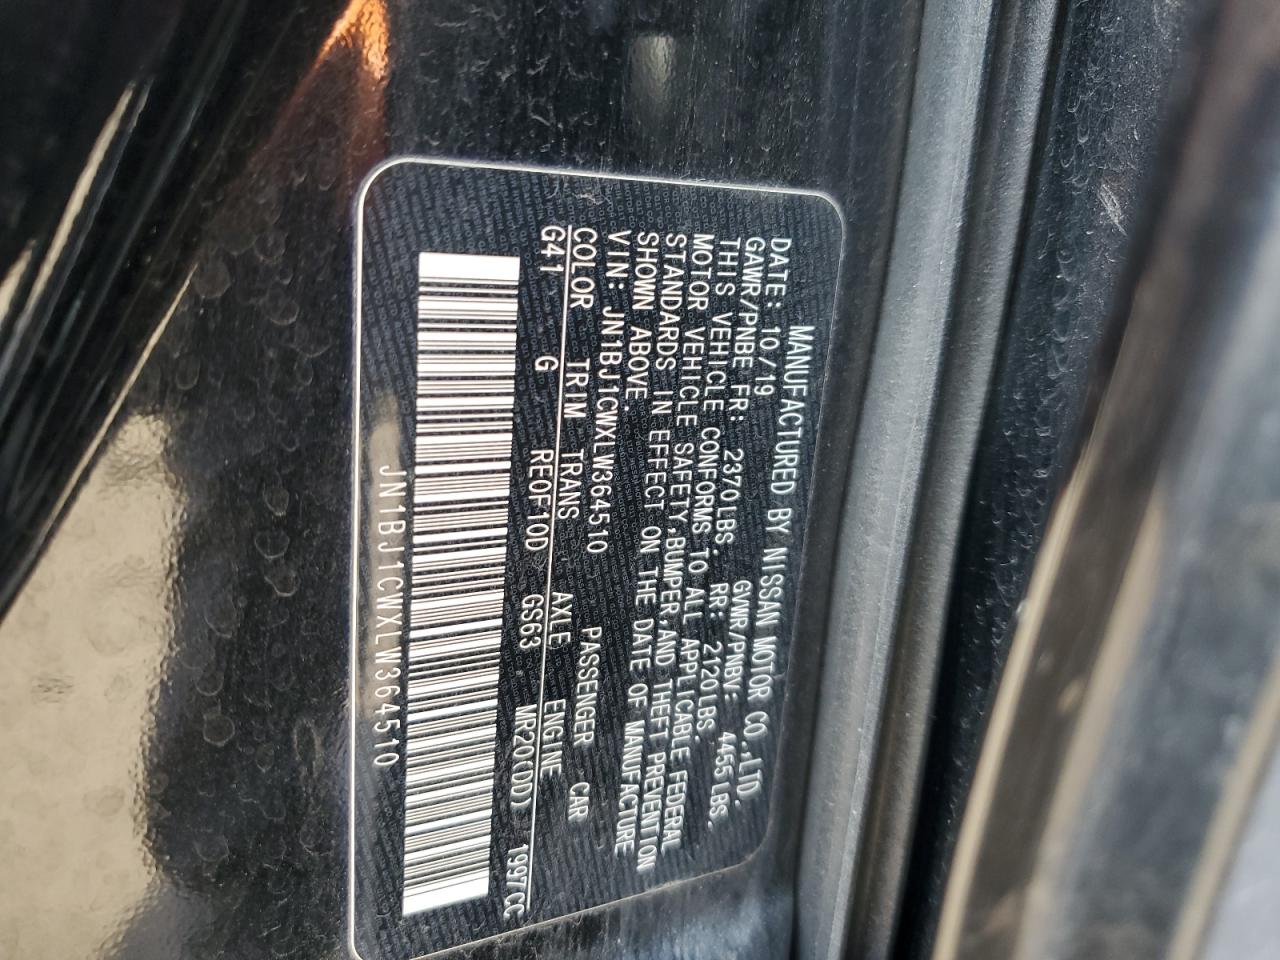 MANUFACTURED BY NISSAN MOTOR CO.,LTD.
DATE: 10/19 GVWR/PNBV: 4455 LBS.
GAWR/PNBE FR: 2370 LBS. RR: 2120 LBS.
THIS VEHICLE CONFORMS TO ALL APPLICABLE FEDERAL
MOTOR VEHICLE SAFETY,BUMPER,AND THEFT PREVENTION
STANDARDS IN EFFECT ON THE DATE OF MANUFACTURE
SHOWN ABOVE.
VIN: JN1BJ1CWXLW364510 PASSENGER CAR
COLOR TRIM TRANS AXLE ENGINE
G41 G REOF10D GS63 MR20(DD) 1997CC
JN1BJ1CWXLW364510